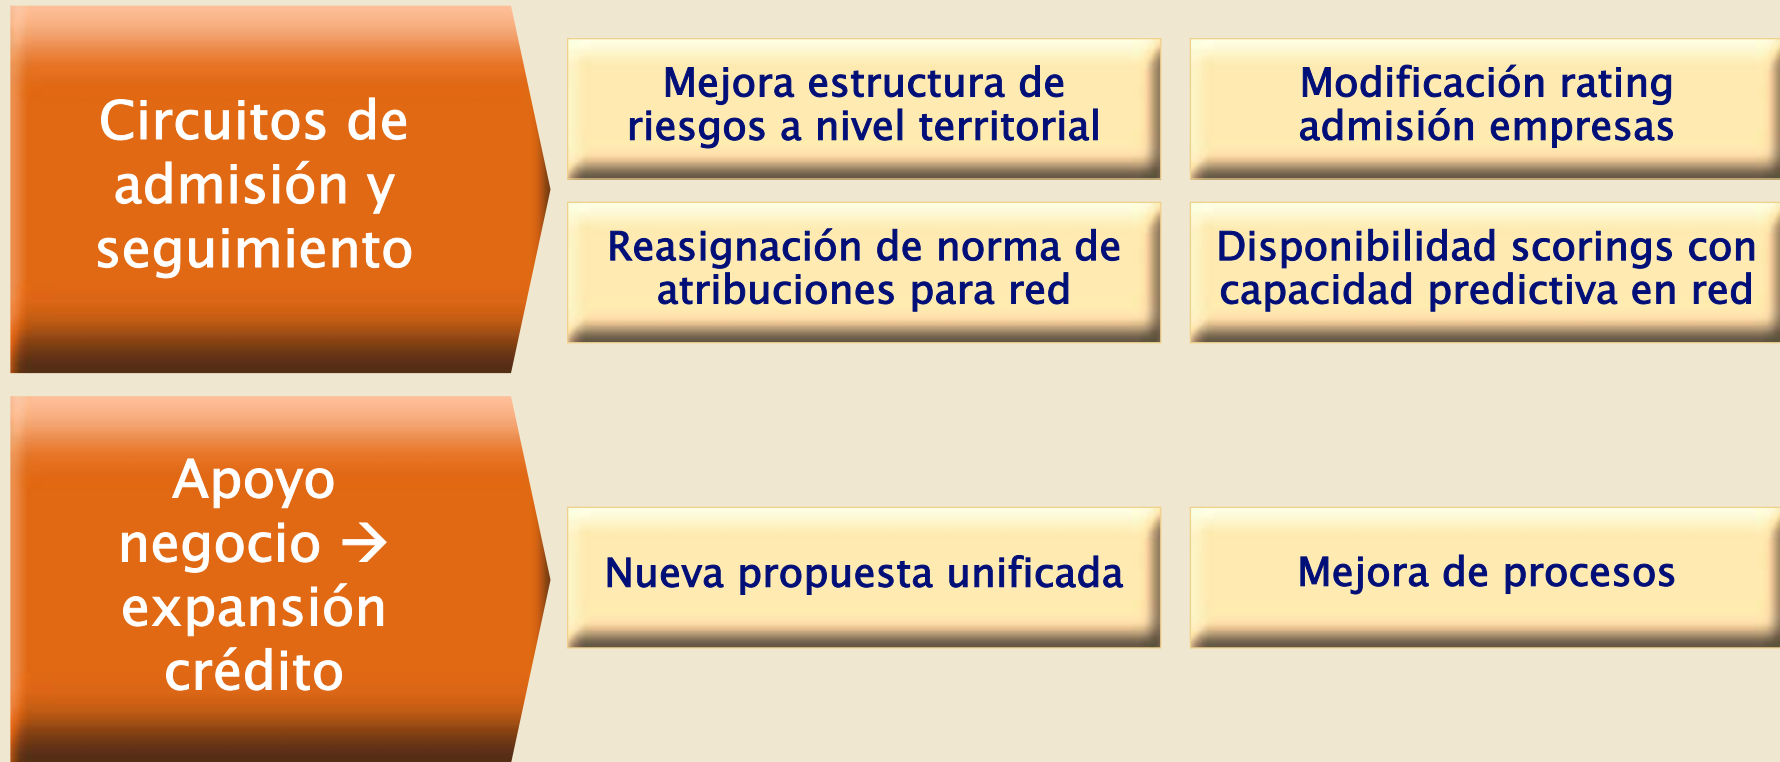 Circuitos de
admisión y
seguimiento
Mejora estructura de
riesgos a nivel territorial
Modificación rating
admisión empresas
Reasignación de norma de
atribuciones para red
Disponibilidad scorings con
capacidad predictiva en red
Apoyo
negocio →
expansión
crédito
Nueva propuesta unificada
Mejora de procesos